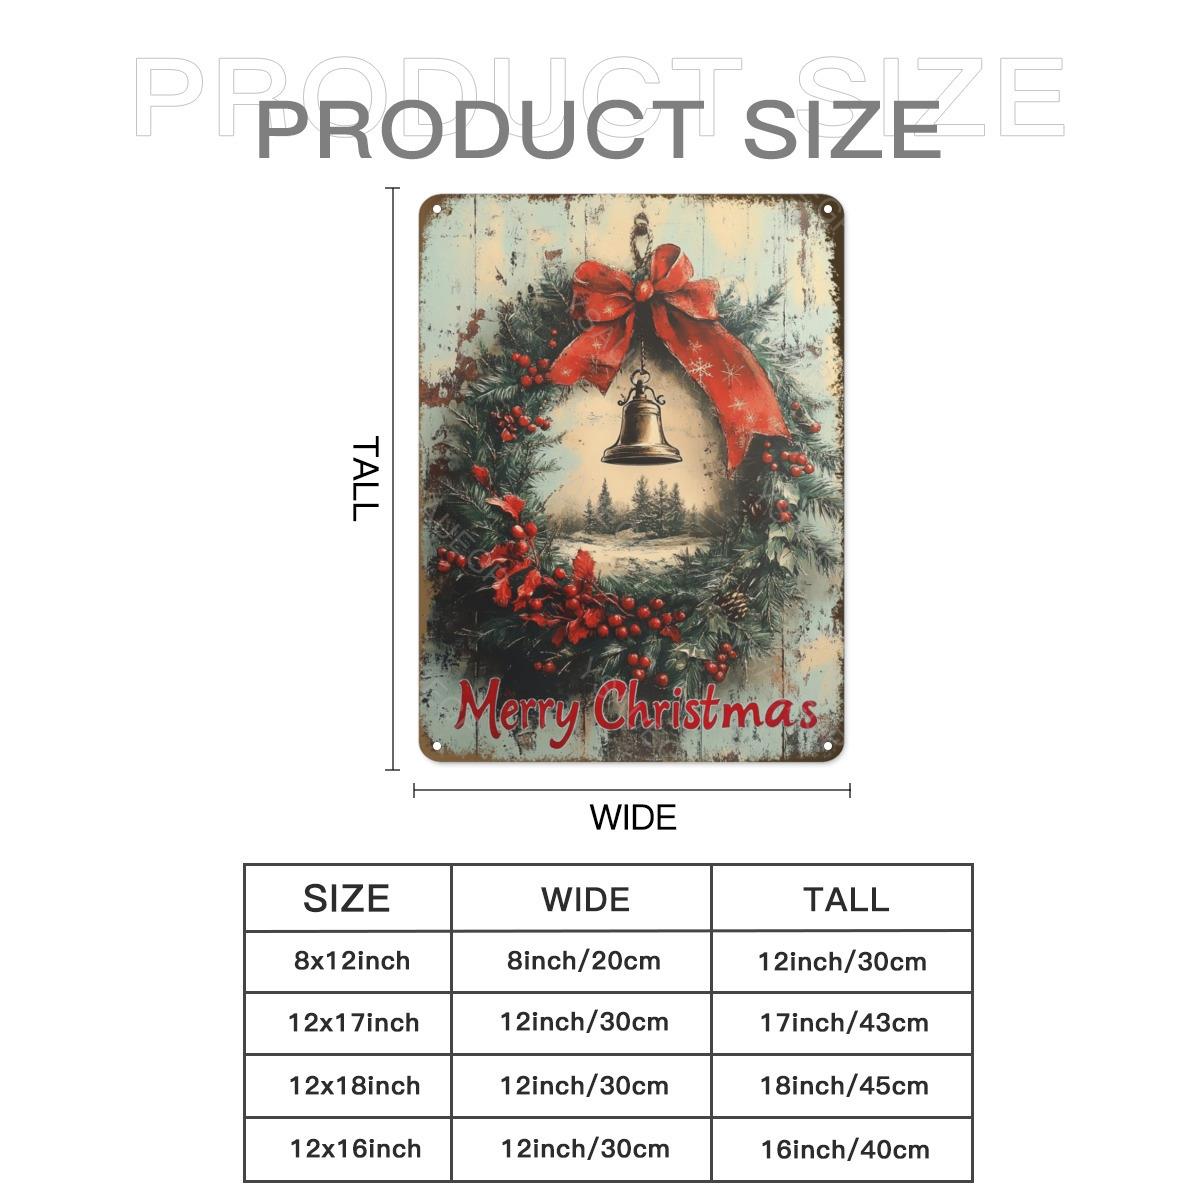 PRODUCT SIZE
PRODUCT SIZE
TALL
Merry Christmas
WIDE
SIZE WIDE TALL
8x12inch 8inch/20cm 12inch/30cm
12x17inch 12inch/30cm 17inch/43cm
12x18inch 12inch/30cm 18inch/45cm
12x16inch 12inch/30cm 16inch/40cm